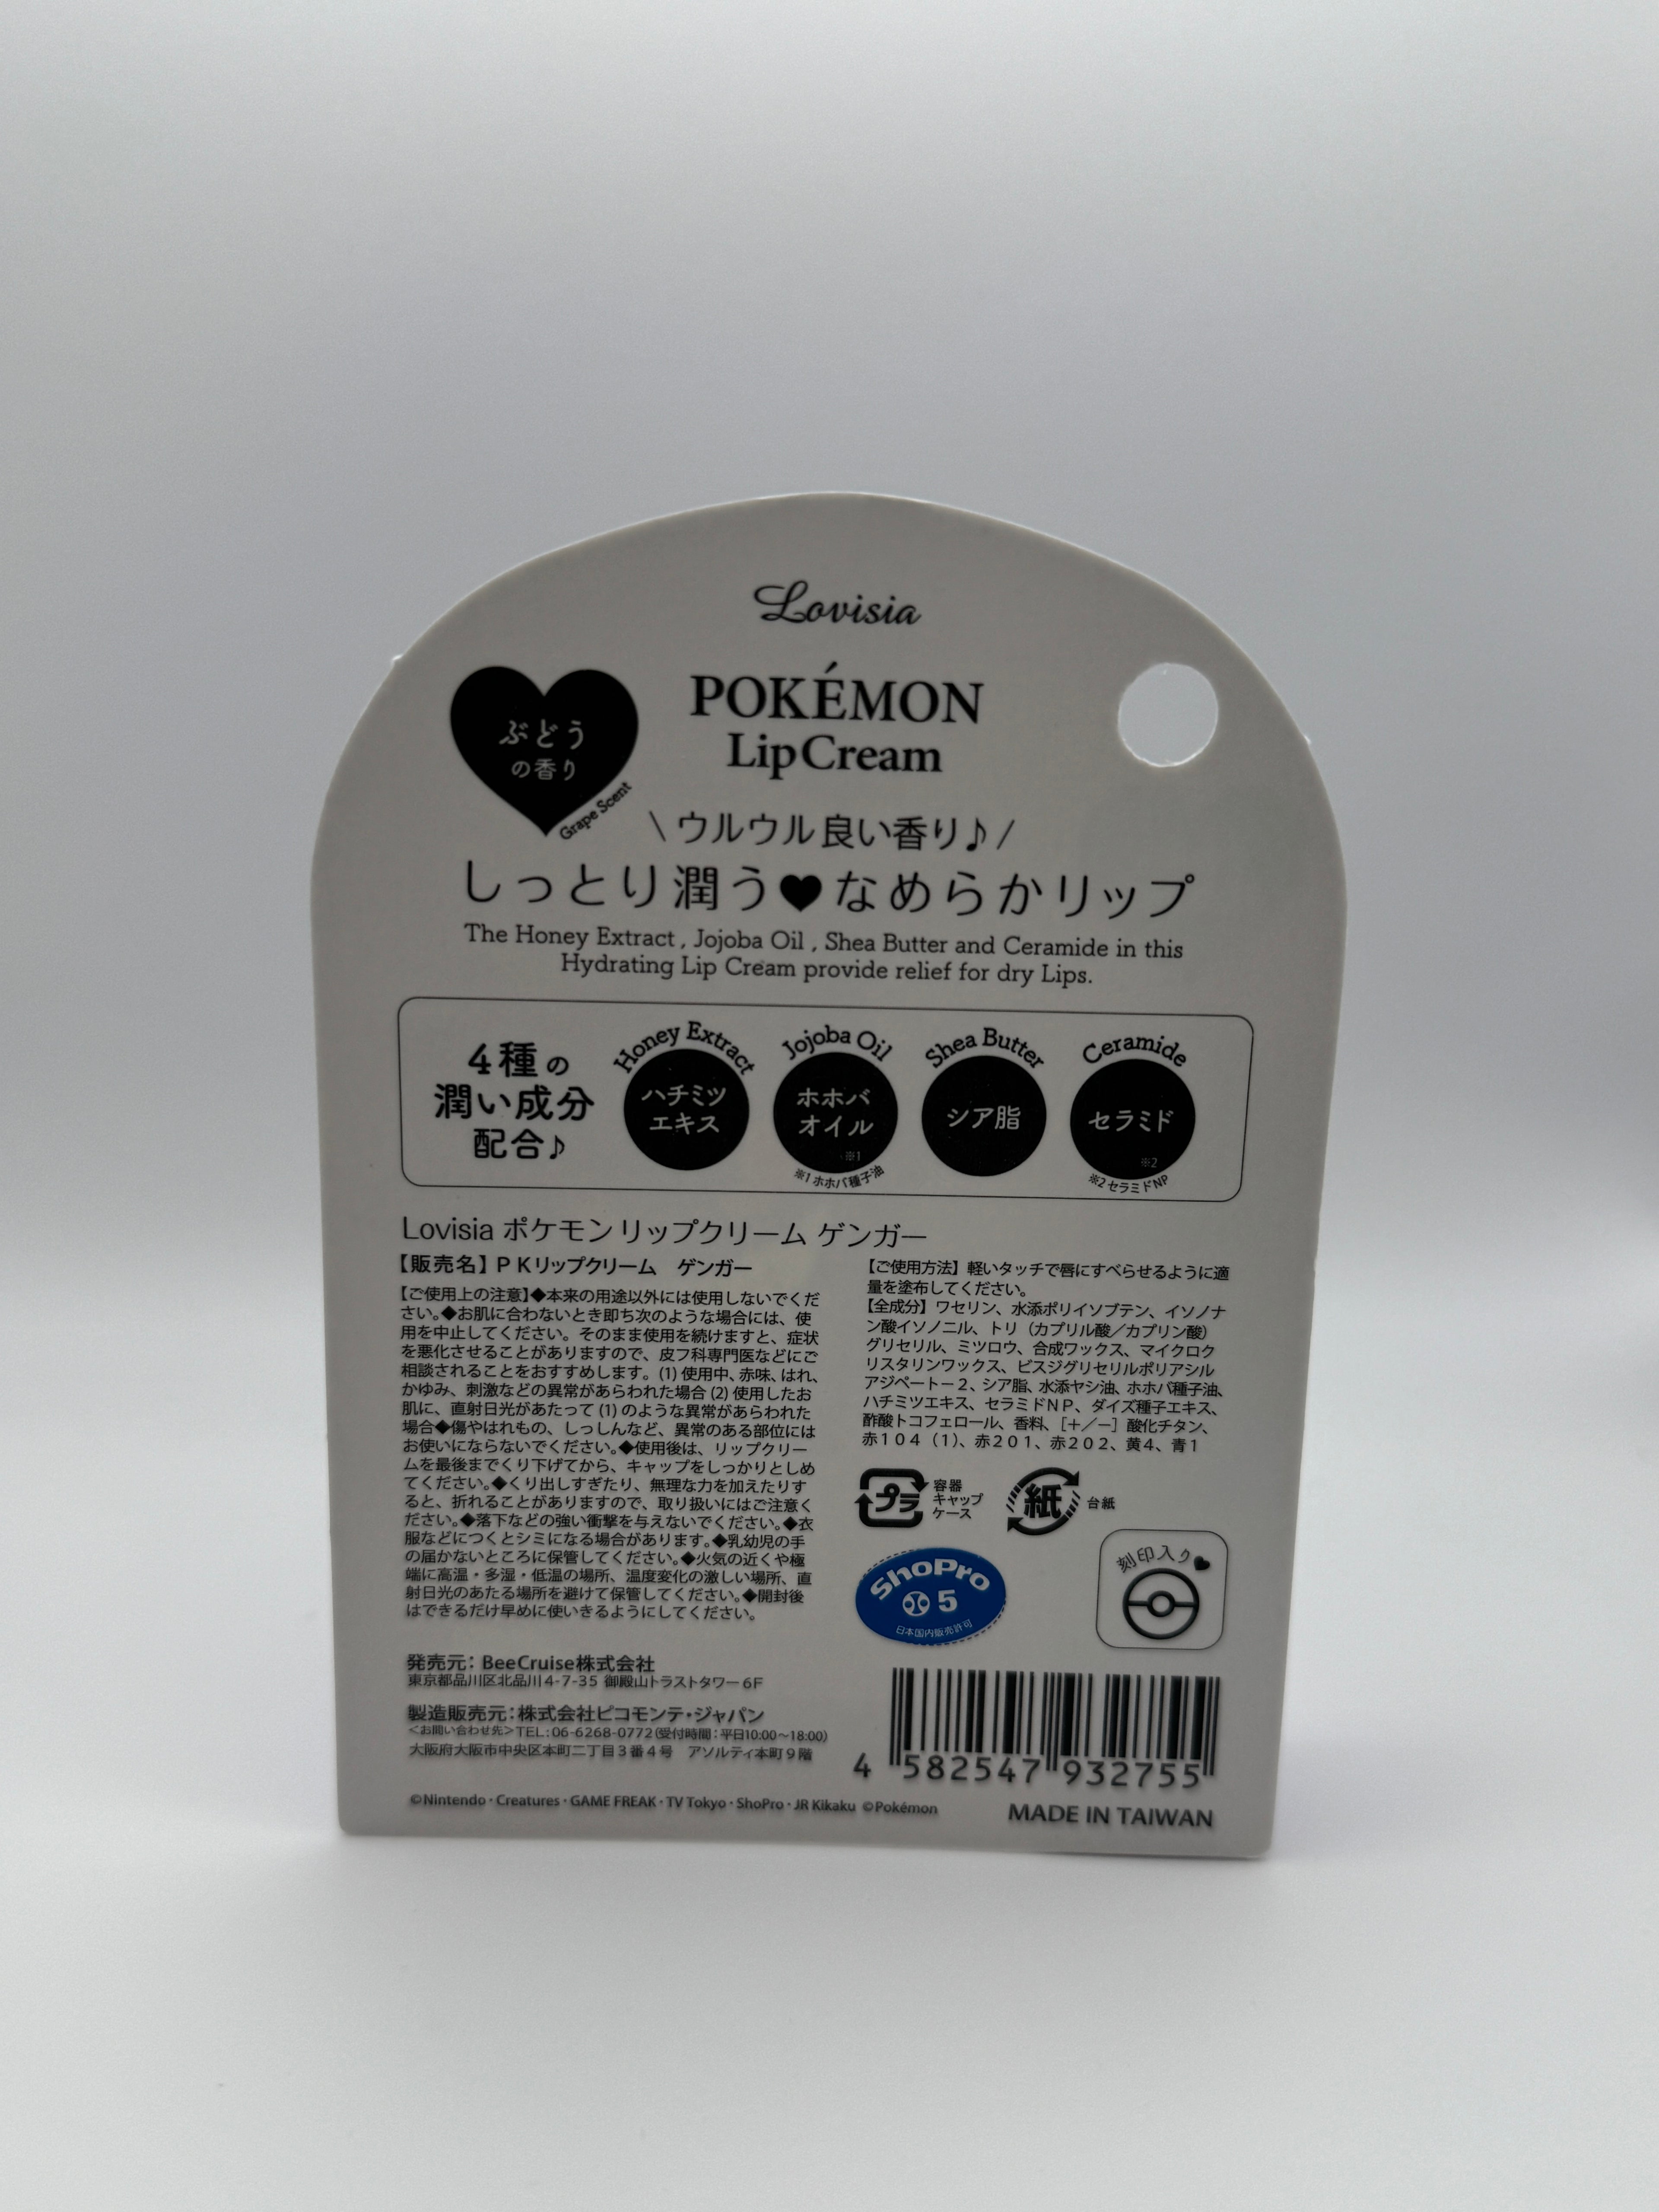 Lovisia
ぶどう
の香り
Grape Scent
POKÉMON
Lip Cream
\ウルウル良い香り♪/
しっとり潤う♥なめらかリップ
The Honey Extract , Jojoba Oil , Shea Butter and Ceramide in this
Hydrating Lip Cream provide relief for dry Lips.
4種の
潤い成分
配合♪
Honey Extract
ハチミツ
エキス
Jojoba Oil
ホホバ
オイル
※1
※1ホホバ種子油
Shea Butter
シア脂
Ceramide
セラミド
※2
※2セラミドNP
Lovisia ポケモンリップクリーム ゲンガー
【販売名】ＰＫリップクリーム　ゲンガー
【ご使用上の注意】◆本来の用途以外には使用しないでくだ
さい。◆お肌に合わないとき即ち次のような場合には、使
用を中止してください。そのまま使用を続けますと、症状
を悪化させることがありますので、皮フ科専門医などにご
相談されることをおすすめします。(1) 使用中、赤味、はれ、
かゆみ、刺激などの異常があらわれた場合 (2) 使用したお
肌に、直射日光があたって (1) のような異常があらわれた
場合◆傷やはれもの、しっしんなど、異常のある部位には
お使いにならないでください。◆使用後は、リップクリー
ムを最後までくり下げてから、キャップをしっかりとしめ
てください。◆くり出しすぎたり、無理な力を加えたりす
ると、折れることがありますので、取り扱いにはご注意く
ださい。◆落下などの強い衝撃を与えないでください。◆衣
服などにつくとシミになる場合があります。◆乳幼児の手
の届かないところに保管してください。◆火気の近くや極
端に高温・多湿・低温の場所、温度変化の激しい場所、直
射日光のあたる場所を避けて保管してください。◆開封後
はできるだけ早めに使いきるようにしてください。
【ご使用方法】軽いタッチで唇にすべらせるように適
量を塗布してください。
【全成分】ワセリン、水添ポリイソブテン、イソノナ
ン酸イソノニル、トリ（カプリル酸／カプリン酸）
グリセリル、ミツロウ、合成ワックス、マイクロク
リスタリンワックス、ビスジグリセリルポリアシル
アジペート－2、シア脂、水添ヤシ油、ホホバ種子油、
ハチミツエキス、セラミドＮＰ、ダイズ種子エキス、
酢酸トコフェロール、香料、［＋／－］酸化チタン、
赤１０４（１）、赤２０１、赤２０２、黄４、青１
プラ
容器
キャップ
ケース
紙
台紙
ShoPro
5
日本国内販売許可
刻印入り♥
発売元：BeeCruise株式会社
東京都品川区北品川4-7-35 御殿山トラストタワー6F
製造販売元：株式会社ピコモンテ・ジャパン
＜お問い合わせ先＞TEL：06-6268-0772（受付時間：平日10:00～18:00）
大阪府大阪市中央区本町二丁目３番４号　アソルティ本町９階
4 582547 932755
©Nintendo・Creatures・GAME FREAK・TV Tokyo・ShoPro・JR Kikaku ©Pokémon
MADE IN TAIWAN